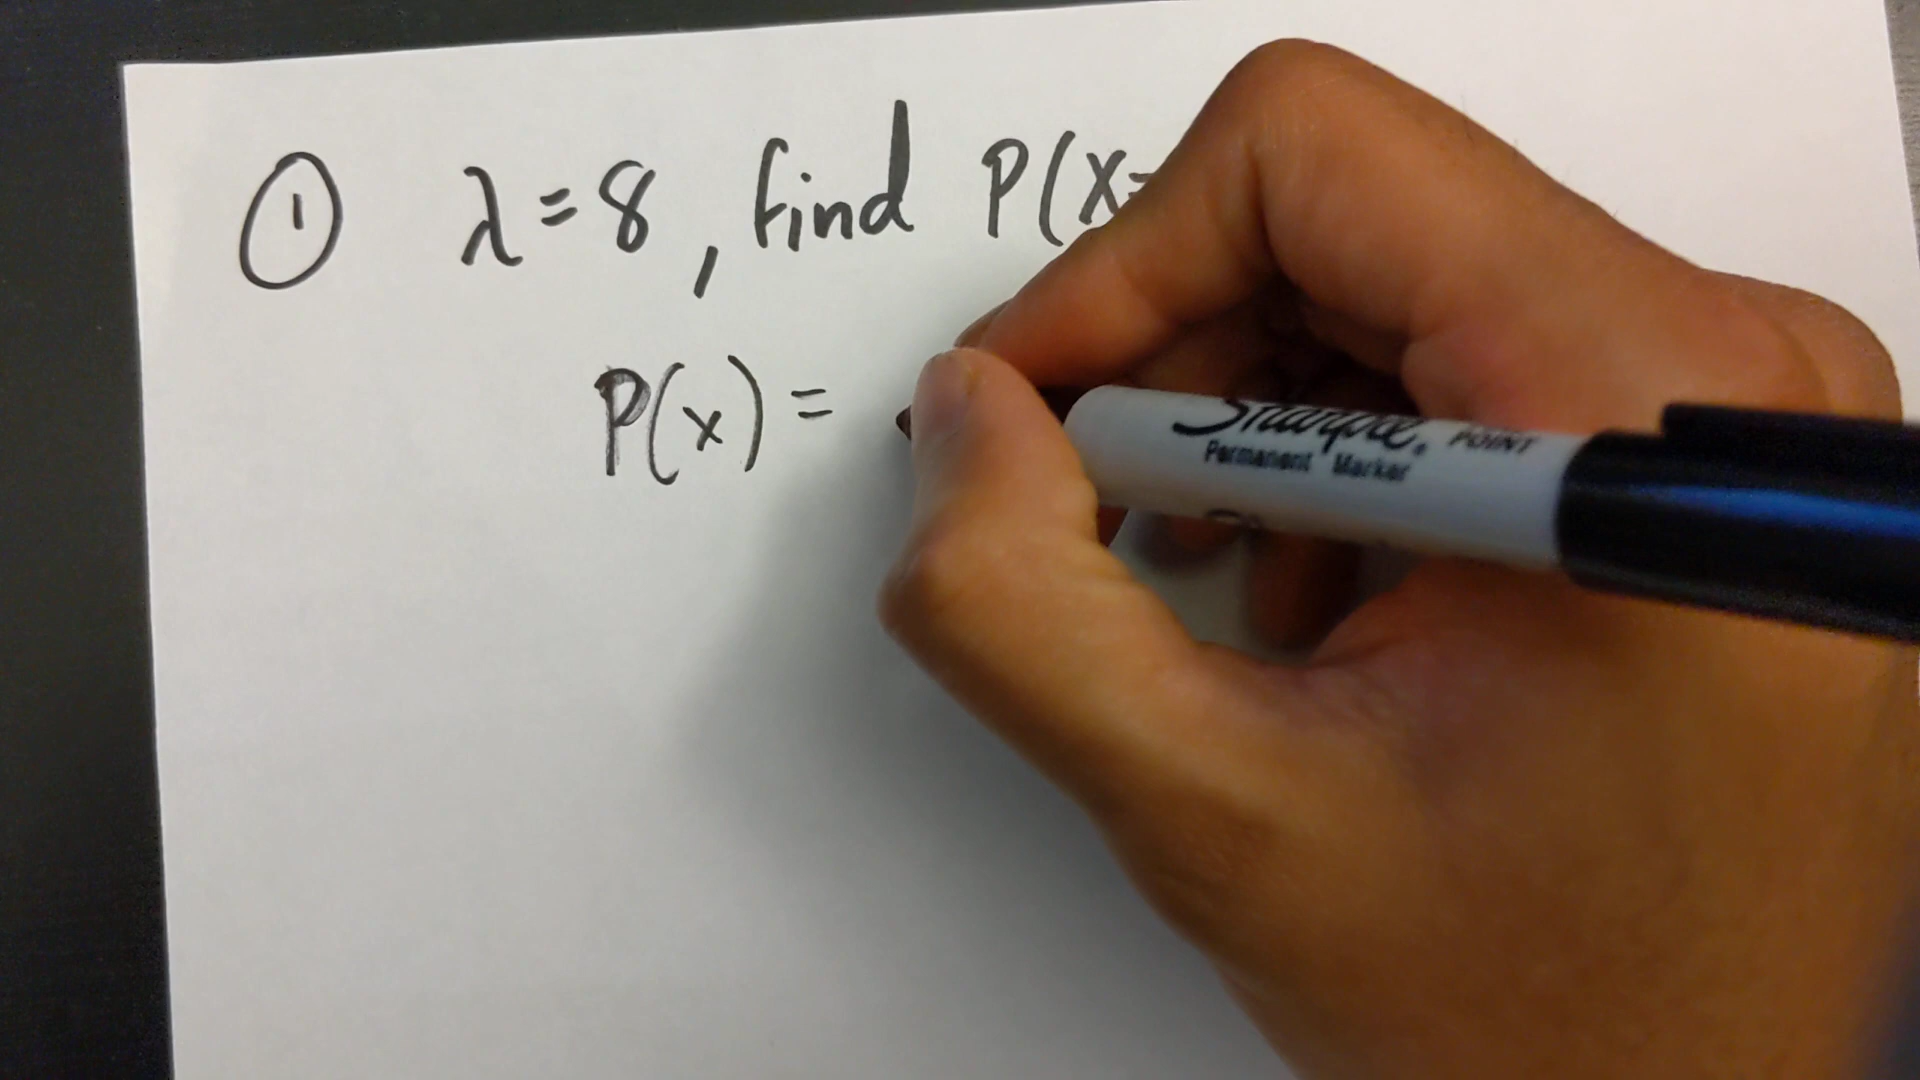 ① λ=8, find P(X=
P(x) =
Sharpie. POINT
Permanent Marker